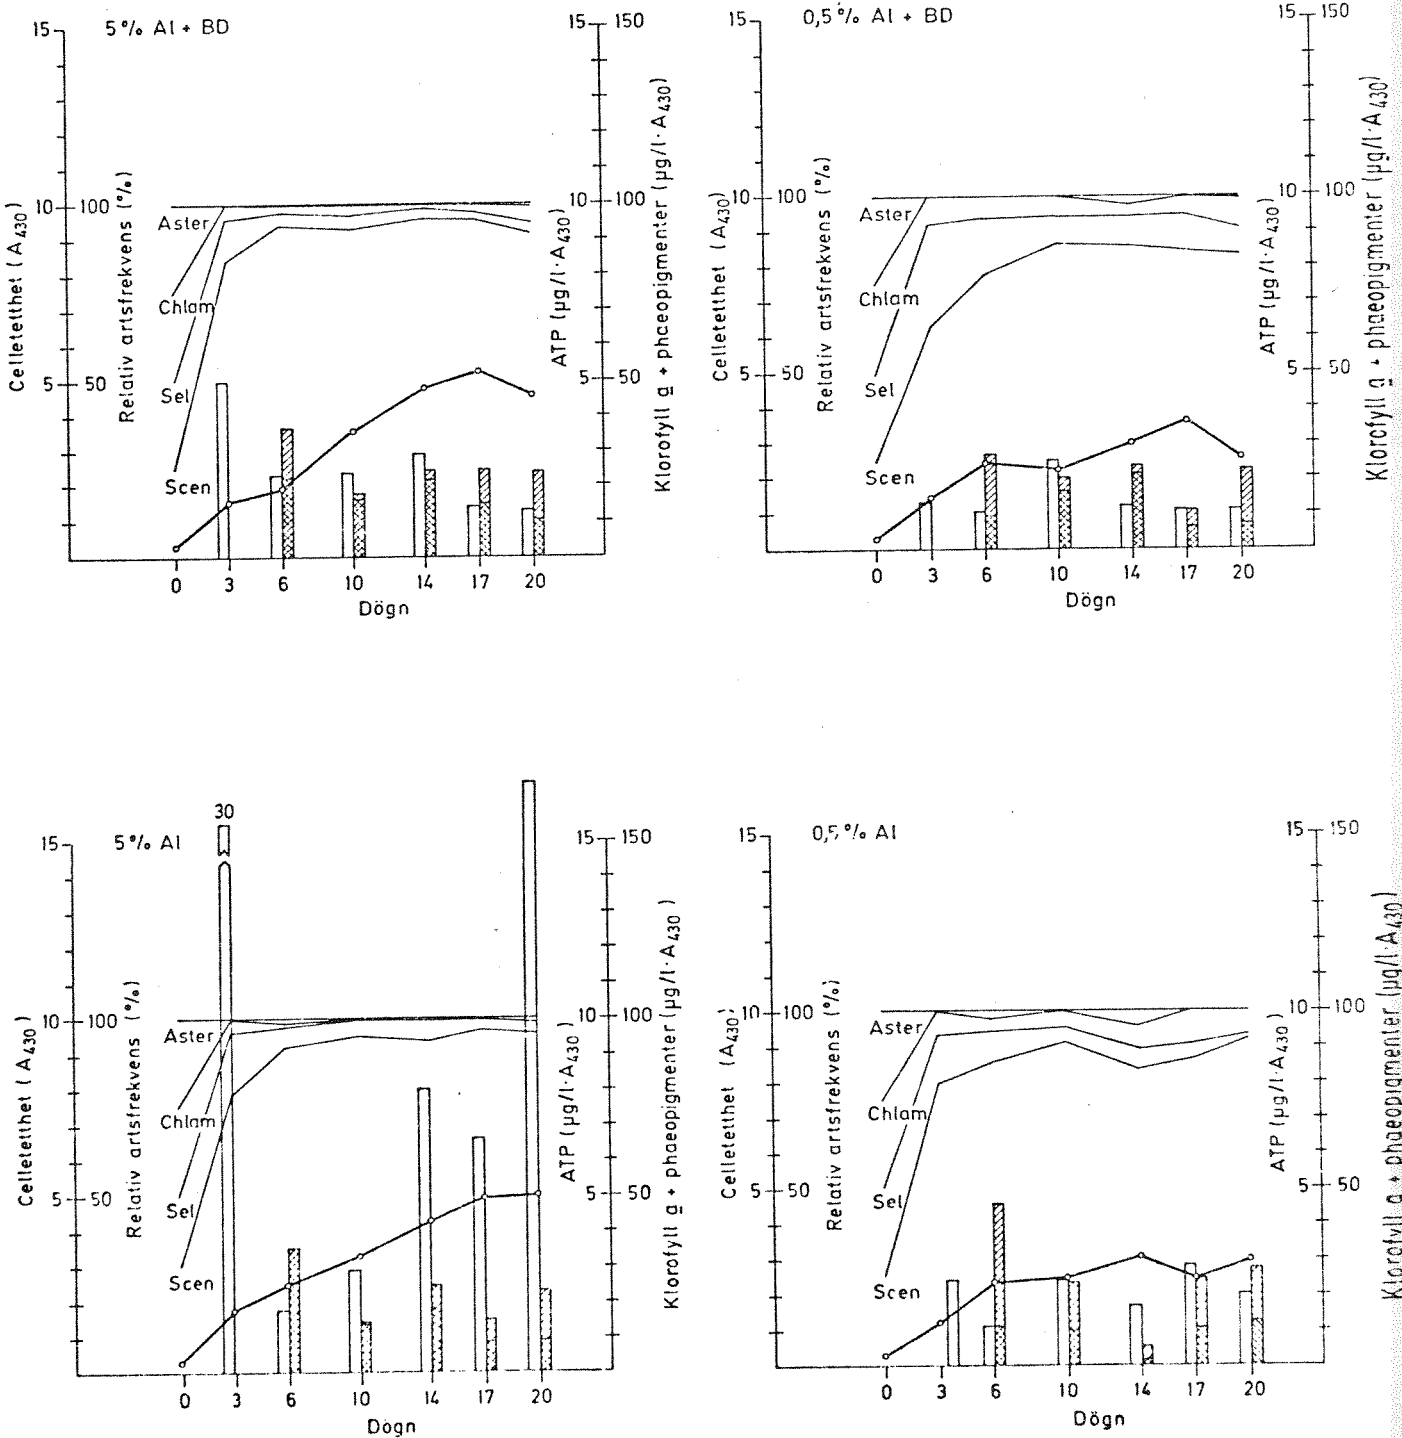 5 % Al + BD
15
10
5
100
50
Celletetthet (A430)
Relativ artsfrekvens (%)
Aster
Chlam
Sel
Scen
15 150
10 100
5 50
ATP (µg/l·A430)
Klorofyll a + phaeopigmenter (µg/l·A430)
0 3 6 10 14 17 20
Dögn
0,5 % Al + BD
15
10
5
100
50
Celletetthet (A430)
Relativ artsfrekvens (%)
Aster
Chlam
Sel
Scen
15 150
10 100
5 50
ATP (µg/l·A430)
Klorofyll a + phaeopigmenter (µg/l·A430)
0 3 6 10 14 17 20
Dögn
5 % Al
30
15
10
5
100
50
Celletetthet (A430)
Relativ artsfrekvens (%)
Aster
Chlam
Sel
Scen
15 150
10 100
5 50
ATP (µg/l·A430)
Klorofyll a + phaeopigmenter (µg/l·A430)
0 3 6 10 14 17 20
Dögn
0,5 % Al
15
10
5
100
50
Celletetthet (A430)
Relativ artsfrekvens (%)
Aster
Chlam
Sel
Scen
15 150
10 100
5 50
ATP (µg/l·A430)
Klorofyll a + phaeopigmenter (µg/l·A430)
0 3 6 10 14 17 20
Dögn